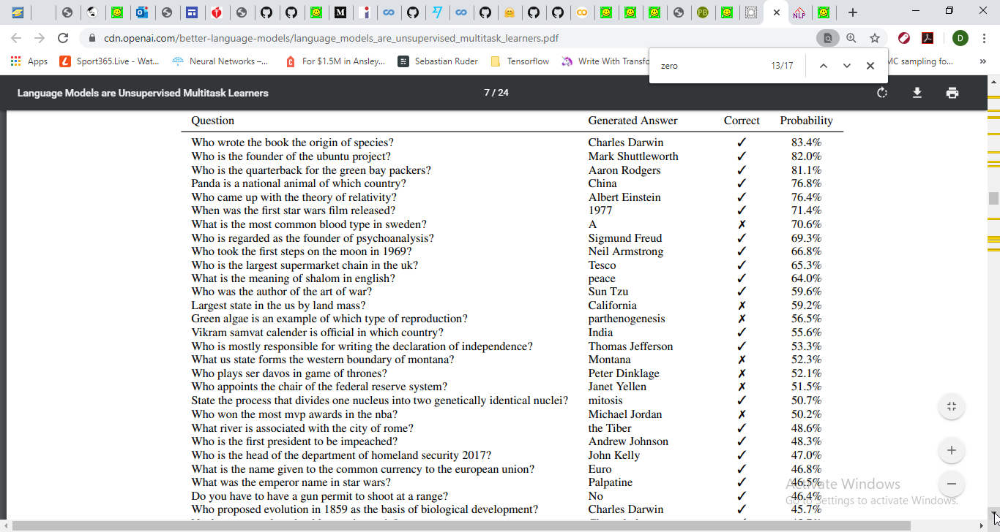 cdn.openai.com/better-language-models/language_models_are_unsupervised_multitask_learners.pdf
Apps Sport365.Live - Wat... Neural Networks –... For $1.5M in Ansley... Sebastian Ruder Tensorflow Write With Transfo MC sampling fo... »
zero 13/17
Language Models are Unsupervised Multitask Learners 7 / 24
Question Generated Answer Correct Probability
Who wrote the book the origin of species? Charles Darwin ✓ 83.4%
Who is the founder of the ubuntu project? Mark Shuttleworth ✓ 82.0%
Who is the quarterback for the green bay packers? Aaron Rodgers ✓ 81.1%
Panda is a national animal of which country? China ✓ 76.8%
Who came up with the theory of relativity? Albert Einstein ✓ 76.4%
When was the first star wars film released? 1977 ✓ 71.4%
What is the most common blood type in sweden? A ✗ 70.6%
Who is regarded as the founder of psychoanalysis? Sigmund Freud ✓ 69.3%
Who took the first steps on the moon in 1969? Neil Armstrong ✓ 66.8%
Who is the largest supermarket chain in the uk? Tesco ✓ 65.3%
What is the meaning of shalom in english? peace ✓ 64.0%
Who was the author of the art of war? Sun Tzu ✓ 59.6%
Largest state in the us by land mass? California ✗ 59.2%
Green algae is an example of which type of reproduction? parthenogenesis ✗ 56.5%
Vikram samvat calender is official in which country? India ✓ 55.6%
Who is mostly responsible for writing the declaration of independence? Thomas Jefferson ✓ 53.3%
What us state forms the western boundary of montana? Montana ✗ 52.3%
Who plays ser davos in game of thrones? Peter Dinklage ✗ 52.1%
Who appoints the chair of the federal reserve system? Janet Yellen ✗ 51.5%
State the process that divides one nucleus into two genetically identical nuclei? mitosis ✓ 50.7%
Who won the most mvp awards in the nba? Michael Jordan ✗ 50.2%
What river is associated with the city of rome? the Tiber ✓ 48.6%
Who is the first president to be impeached? Andrew Johnson ✓ 48.3%
Who is the head of the department of homeland security 2017? John Kelly ✓ 47.0%
What is the name given to the common currency to the european union? Euro ✓ 46.8%
What was the emperor name in star wars? Palpatine ✓ 46.5%
Do you have to have a gun permit to shoot at a range? No ✓ 46.4%
Who proposed evolution in 1859 as the basis of biological development? Charles Darwin ✓ 45.7%
Activate Windows
Go to Settings to activate Windows.